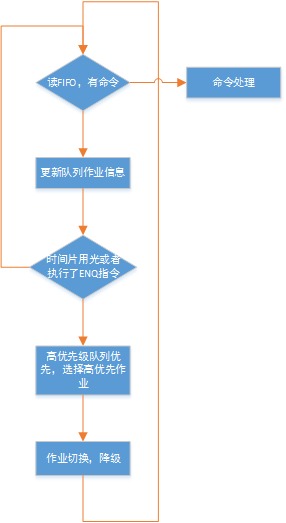 读FIFO，有命令
命令处理
更新队列作业信息
时间片用光或者
执行了ENQ指令
高优先级队列优
先，选择高优先作
业
作业切换，降级